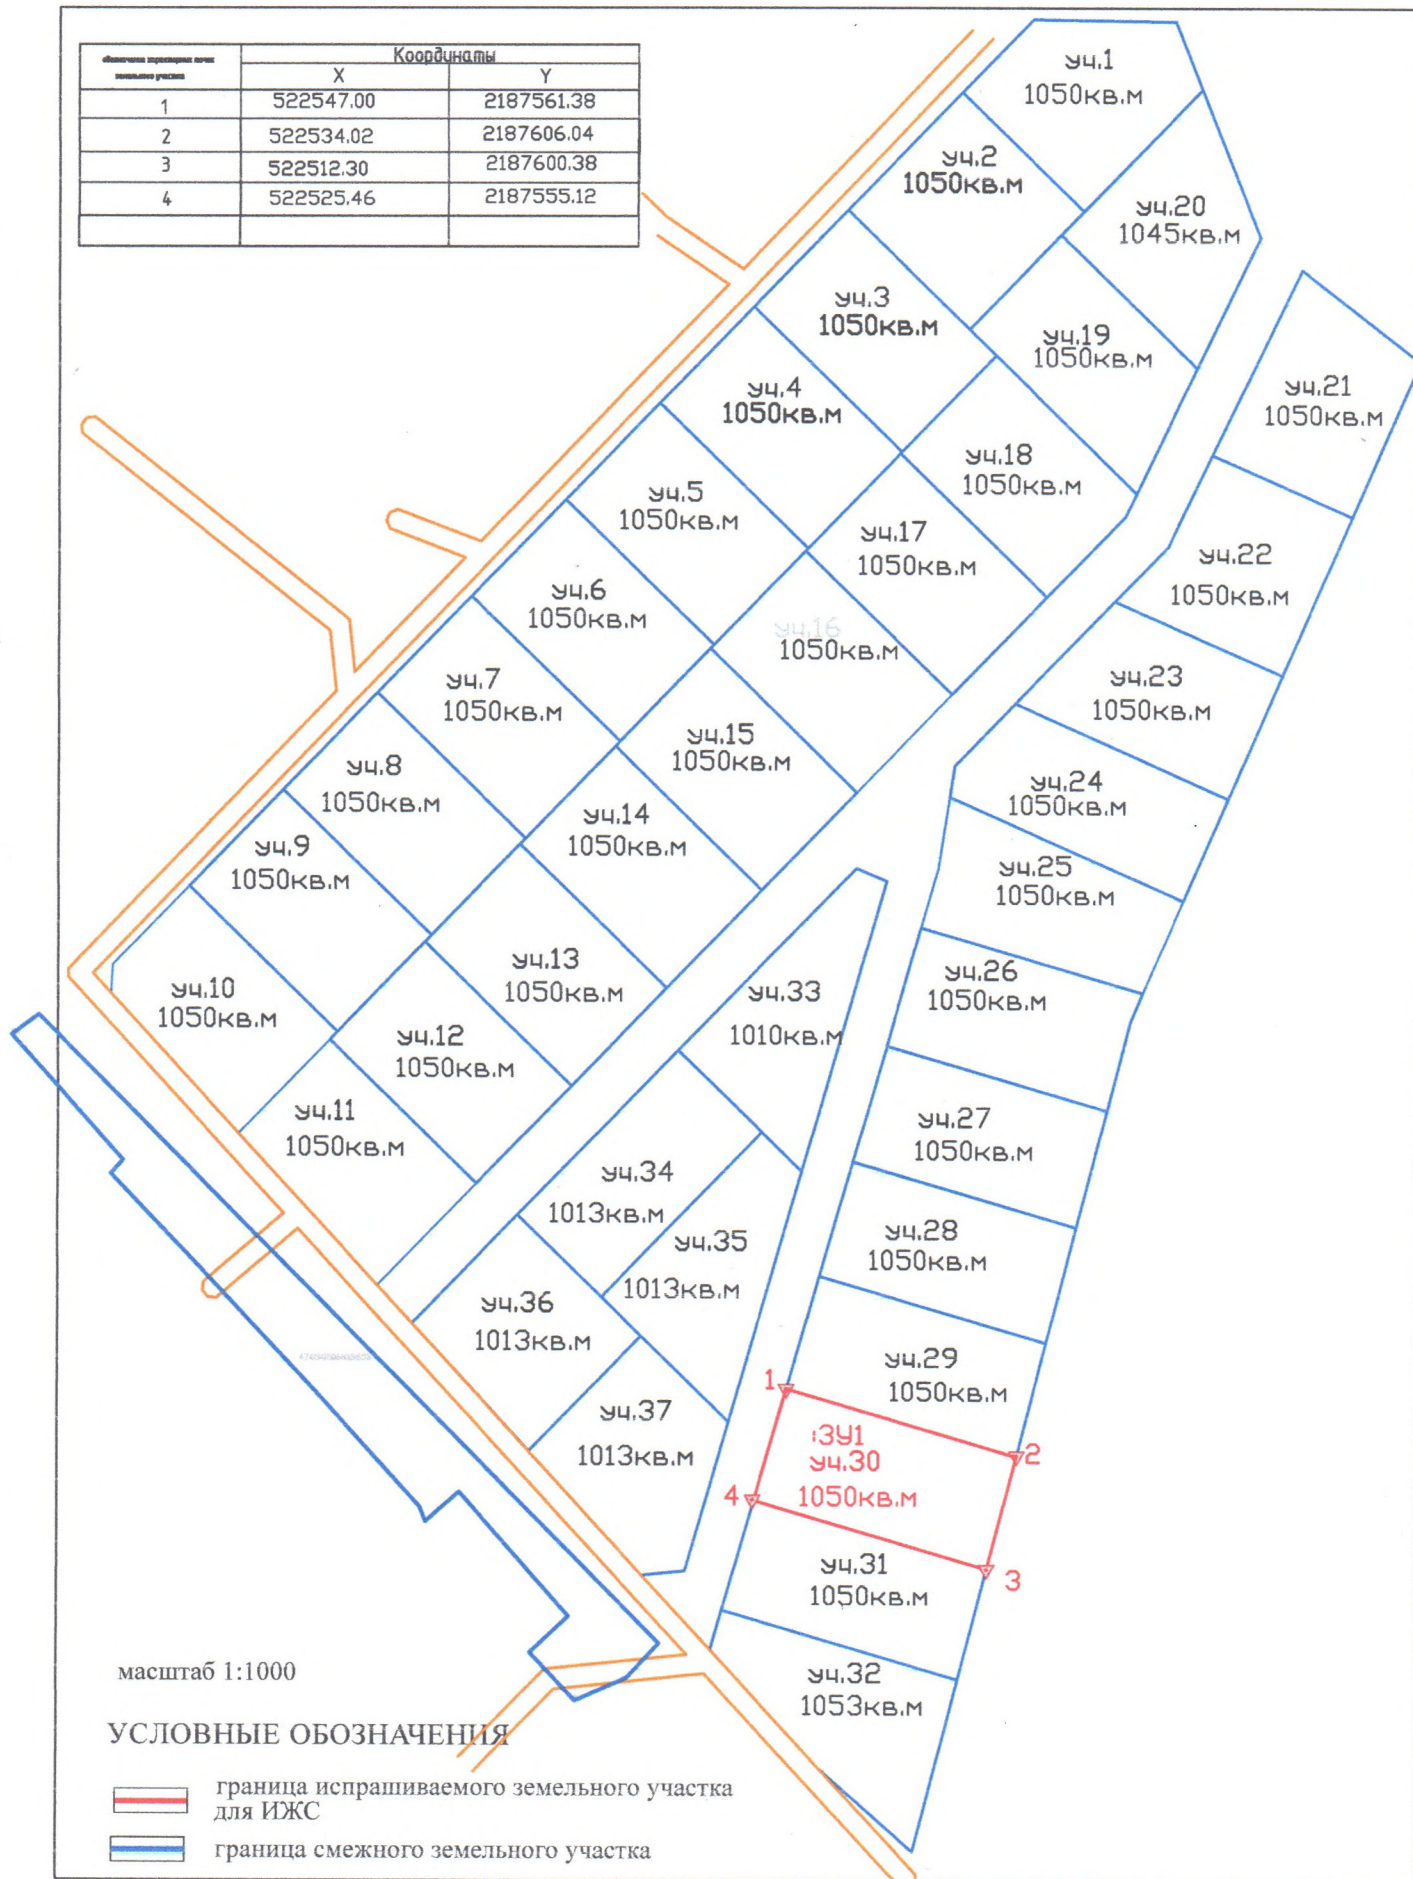 Координаты
X Y
1 522547.00 2187561.38
2 522534.02 2187606.04
3 522512.30 2187600.38
4 522525.46 2187555.12
уч.1
1050кв.м
уч.2
1050кв.м
уч.20
1045кв.м
уч.3
1050кв.м
уч.19
1050кв.м
уч.4
1050кв.м
уч.21
1050кв.м
уч.18
1050кв.м
уч.5
1050кв.м
уч.17
1050кв.м
уч.22
1050кв.м
уч.6
1050кв.м
уч.16
1050кв.м
уч.23
1050кв.м
уч.7
1050кв.м
уч.15
1050кв.м
уч.8
1050кв.м
уч.24
1050кв.м
уч.14
1050кв.м
уч.9
1050кв.м
уч.25
1050кв.м
уч.13
1050кв.м
уч.26
1050кв.м
уч.10
1050кв.м
уч.33
1010кв.м
уч.12
1050кв.м
уч.11
1050кв.м
уч.27
1050кв.м
уч.34
1013кв.м
уч.35
1013кв.м
уч.28
1050кв.м
уч.36
1013кв.м
уч.29
1050кв.м
уч.37
1013кв.м
1
2
:ЗУ1
уч.30
1050кв.м
4
3
уч.31
1050кв.м
уч.32
1053кв.м
масштаб 1:1000
УСЛОВНЫЕ ОБОЗНАЧЕНИЯ
граница испрашиваемого земельного участка
для ИЖС
граница смежного земельного участка